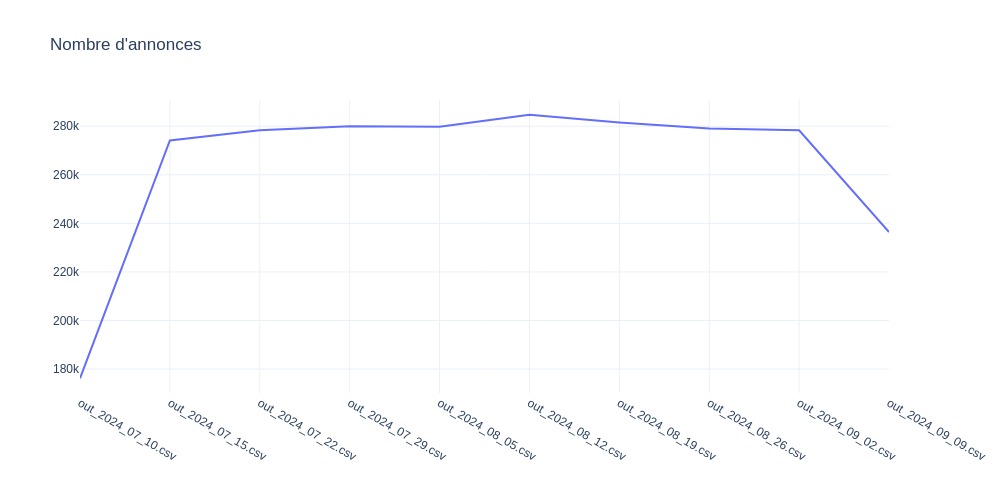 Nombre d'annonces
280k
260k
240k
220k
200k
180k
out_2024_07_10.csv
out_2024_07_15.csv
out_2024_07_22.csv
out_2024_07_29.csv
out_2024_08_05.csv
out_2024_08_12.csv
out_2024_08_19.csv
out_2024_08_26.csv
out_2024_09_02.csv
out_2024_09_09.csv